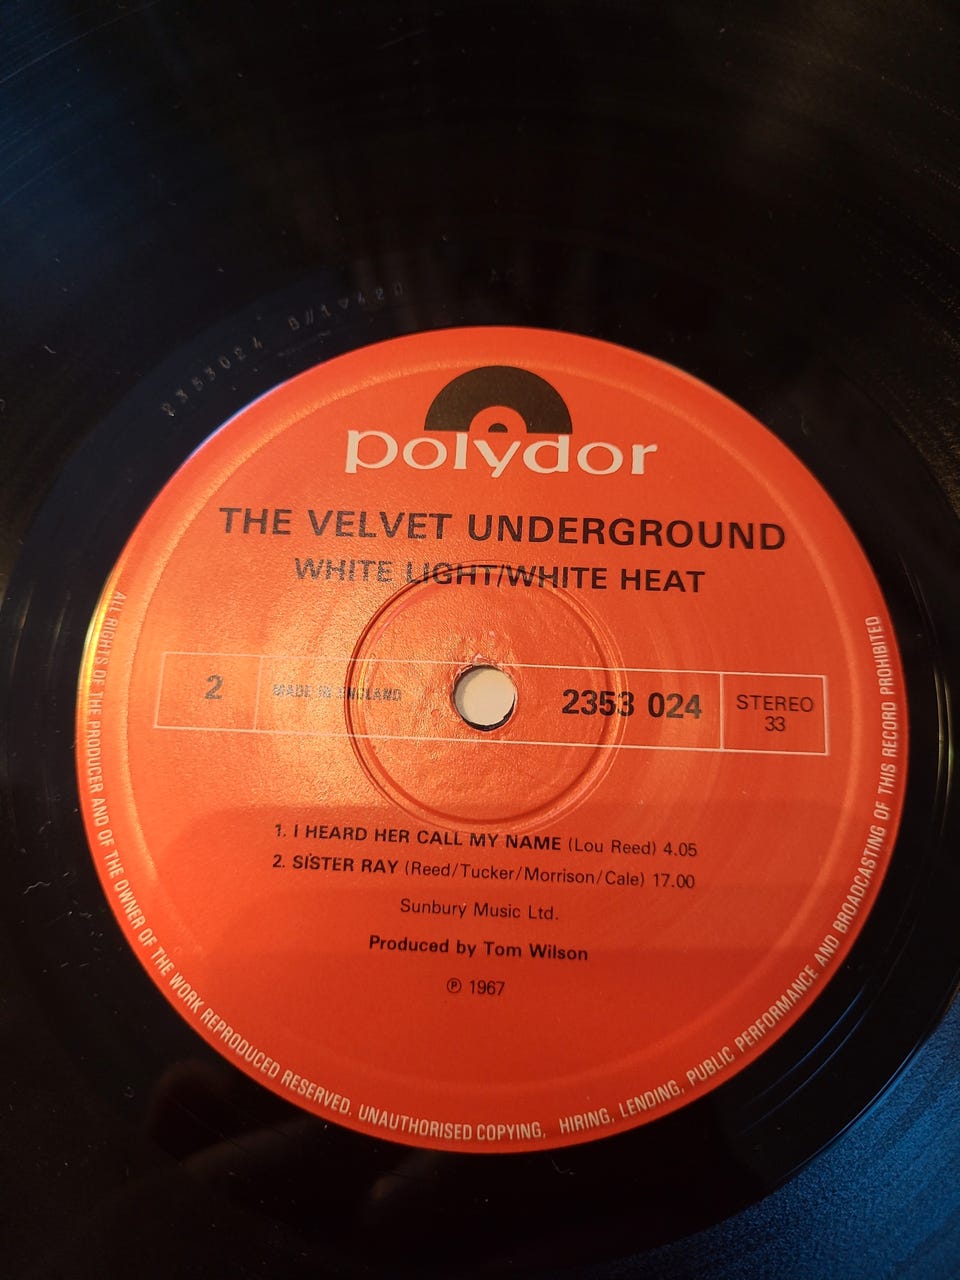 2353024 B//1▽420
polydor
THE VELVET UNDERGROUND
WHITE LIGHT/WHITE HEAT
2 MADE IN ENGLAND 2353 024 STEREO
33
1. I HEARD HER CALL MY NAME (Lou Reed) 4.05
2. SISTER RAY (Reed/Tucker/Morrison/Cale) 17.00
Sunbury Music Ltd.
Produced by Tom Wilson
℗ 1967
ALL RIGHTS OF THE PRODUCER AND OF THE OWNER OF THE WORK REPRODUCED RESERVED. UNAUTHORISED COPYING, HIRING, LENDING, PUBLIC PERFORMANCE AND BROADCASTING OF THIS RECORD PROHIBITED